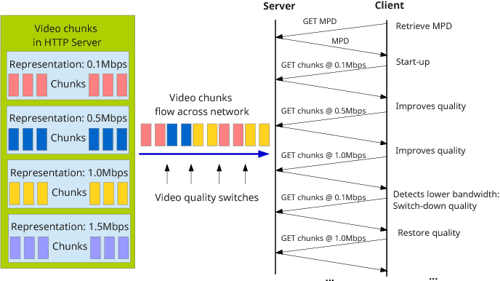 Video chunks
in HTTP Server
Representation: 0.1Mbps
Chunks
Representation: 0.5Mbps
Chunks
Representation: 1.0Mbps
Chunks
Representation: 1.5Mbps
Chunks
Video chunks
flow across network
Video quality switches
Server
Client
GET MPD
Retrieve MPD
MPD
Start-up
GET chunks @ 0.1Mbps
Improves quality
GET chunks @ 0.5Mbps
Improves quality
GET chunks @ 1.0Mbps
Detects lower bandwidth:
Switch-down quality
GET chunks @ 0.1Mbps
Restore quality
GET chunks @ 1.0Mbps
...
...